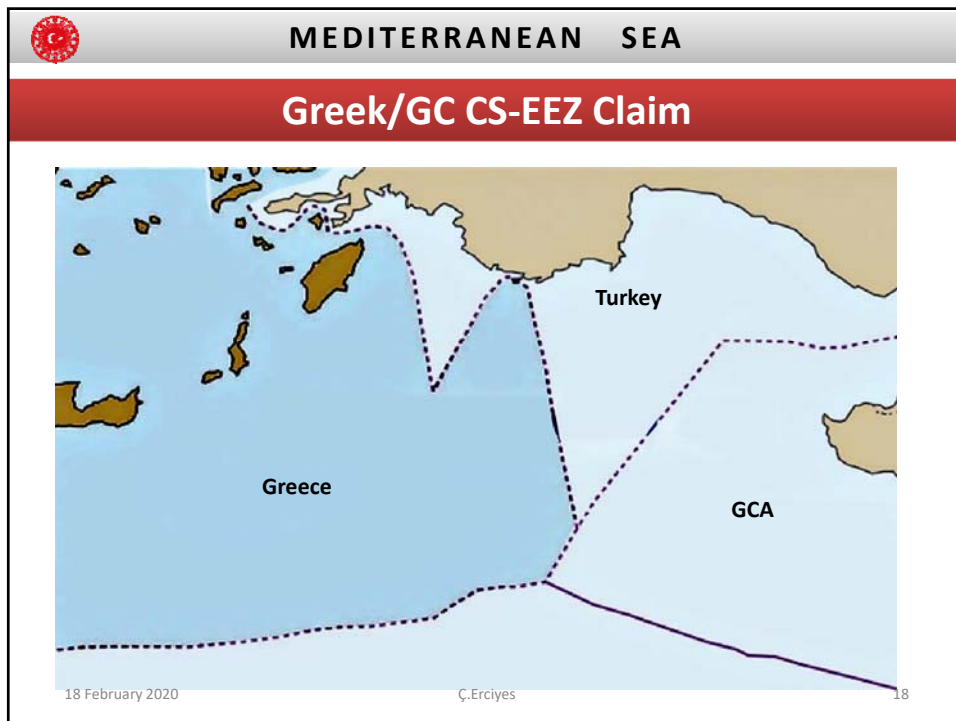 MEDITERRANEAN SEA
Greek/GC CS-EEZ Claim
Turkey
Greece
GCA
18 February 2020
Ç.Erciyes
18